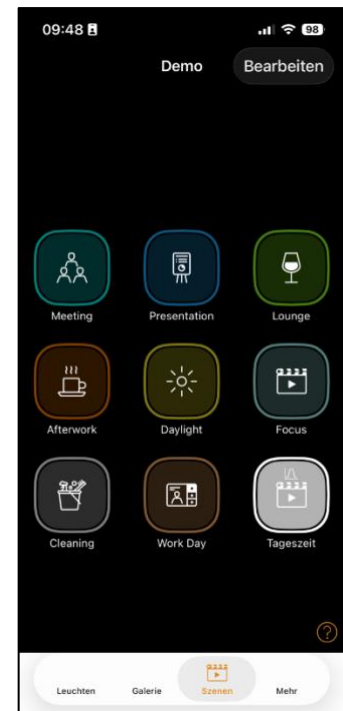 09:48 98
Demo Bearbeiten
Meeting Presentation Lounge
Afterwork Daylight Focus
Cleaning Work Day Tageszeit
?
Leuchten Galerie Szenen Mehr